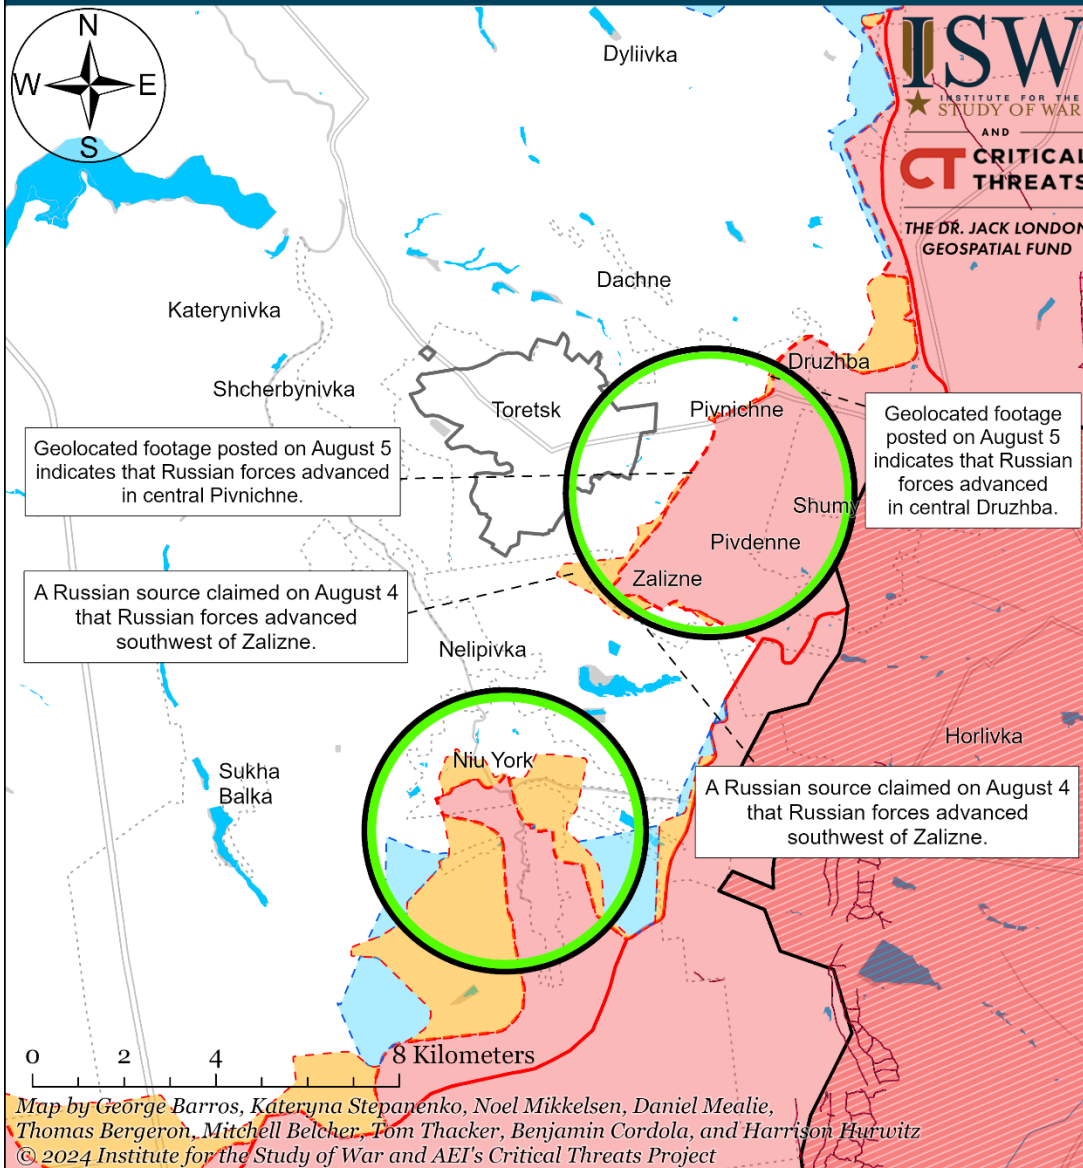 N
W
E
S
ISW
INSTITUTE FOR THE
STUDY OF WAR
AND
CT CRITICAL
THREATS
THE DR. JACK LONDON
GEOSPATIAL FUND
Dyliivka
Dachne
Katerynivka
Druzhba
Shcherbynivka
Toretsk
Pivnichne
Geolocated footage posted on August 5
indicates that Russian forces advanced
in central Pivnichne.
Geolocated footage
posted on August 5
indicates that Russian
forces advanced
in central Druzhba.
Shumy
Pivdenne
Zalizne
A Russian source claimed on August 4
that Russian forces advanced
southwest of Zalizne.
Nelipivka
Horlivka
Niu York
Sukha
Balka
A Russian source claimed on August 4
that Russian forces advanced
southwest of Zalizne.
0 2 4 8 Kilometers
Map by George Barros, Kateryna Stepanenko, Noel Mikkelsen, Daniel Mealie,
Thomas Bergeron, Mitchell Belcher, Tom Thacker, Benjamin Cordola, and Harrison Hurwitz
© 2024 Institute for the Study of War and AEI's Critical Threats Project